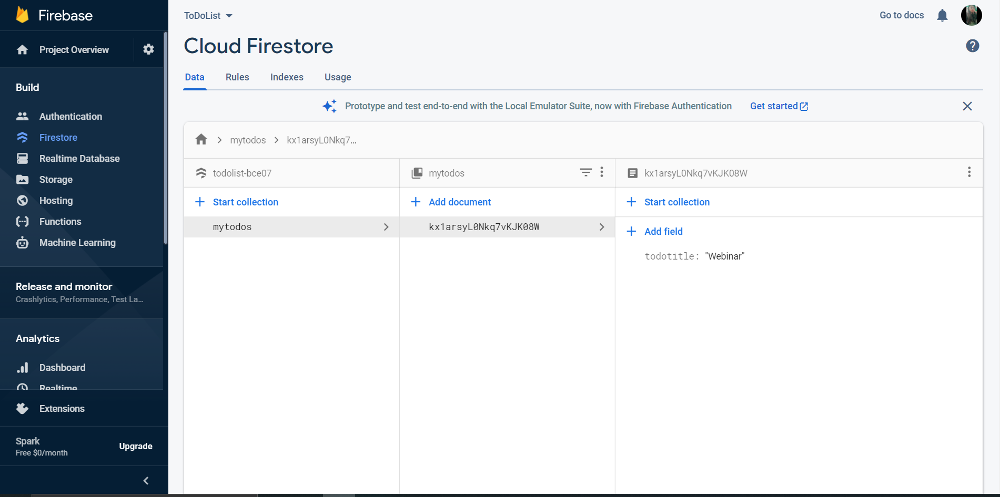 Firebase
Project Overview
Build
Authentication
Firestore
Realtime Database
Storage
Hosting
Functions
Machine Learning
Release and monitor
Crashlytics, Performance, Test La...
Analytics
Dashboard
Realtime
Extensions
Spark
Free $0/month
Upgrade
ToDoList
Go to docs
Cloud Firestore
?
Data Rules Indexes Usage
Prototype and test end-to-end with the Local Emulator Suite, now with Firebase Authentication Get started
mytodos > kx1arsyL0Nkq7...
todolist-bce07
+ Start collection
mytodos
mytodos
+ Add document
kx1arsyL0Nkq7vKJK08W
kx1arsyL0Nkq7vKJK08W
+ Start collection
+ Add field
todotitle: "Webinar"